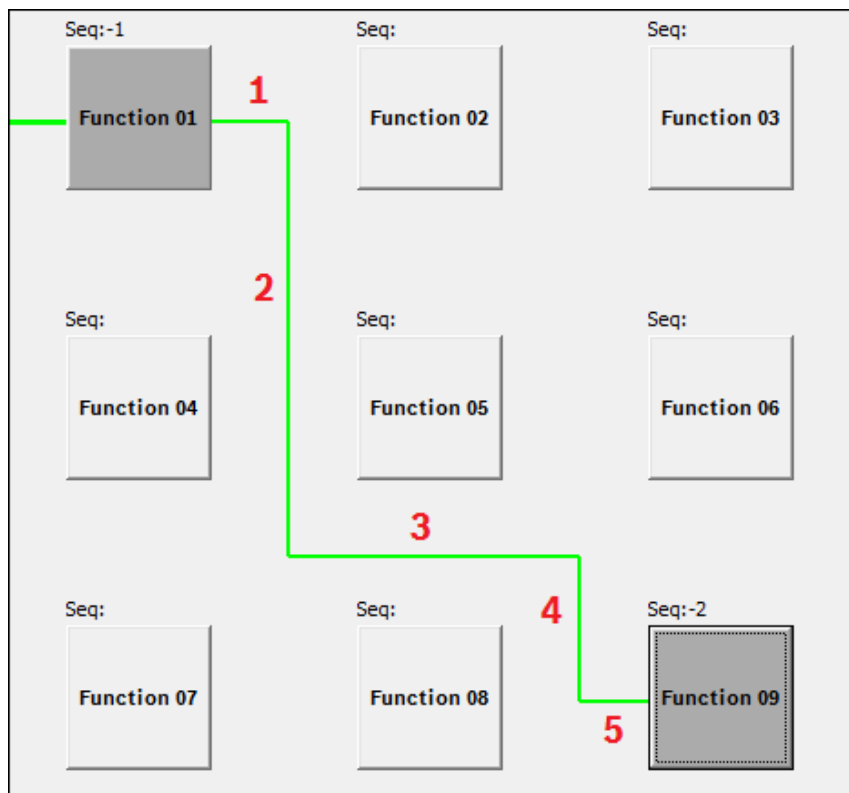 Seq:-1 Seq: Seq:
Function 01 1 Function 02 Function 03
2
Seq: Seq: Seq:
Function 04 Function 05 Function 06
3
Seq: 4 Seq: Seq:-2
Function 07 Function 08 Function 09
5